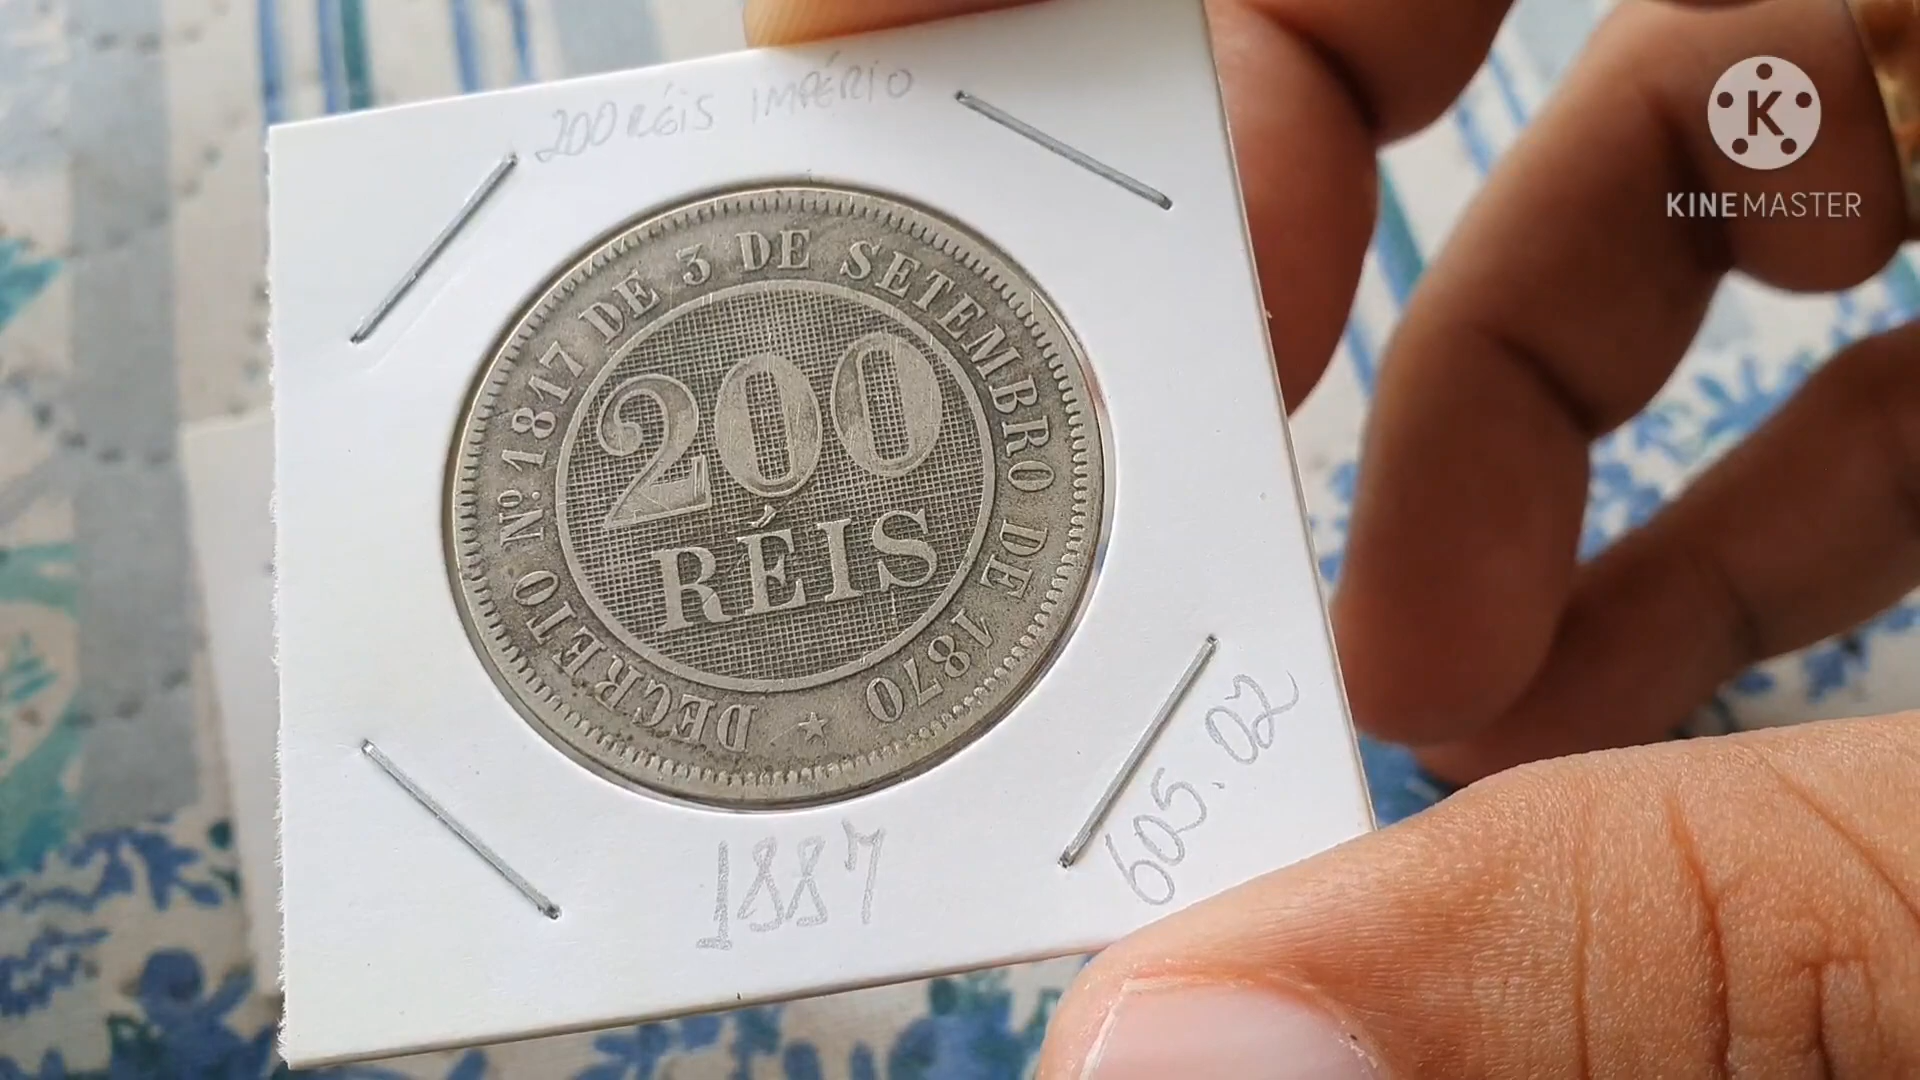 200 RÉIS IMPÉRIO
DECRETO Nº. 1817 DE 3 DE SETEMBRO DE 1870
200
RÉIS
1887
605.02
KINEMASTER